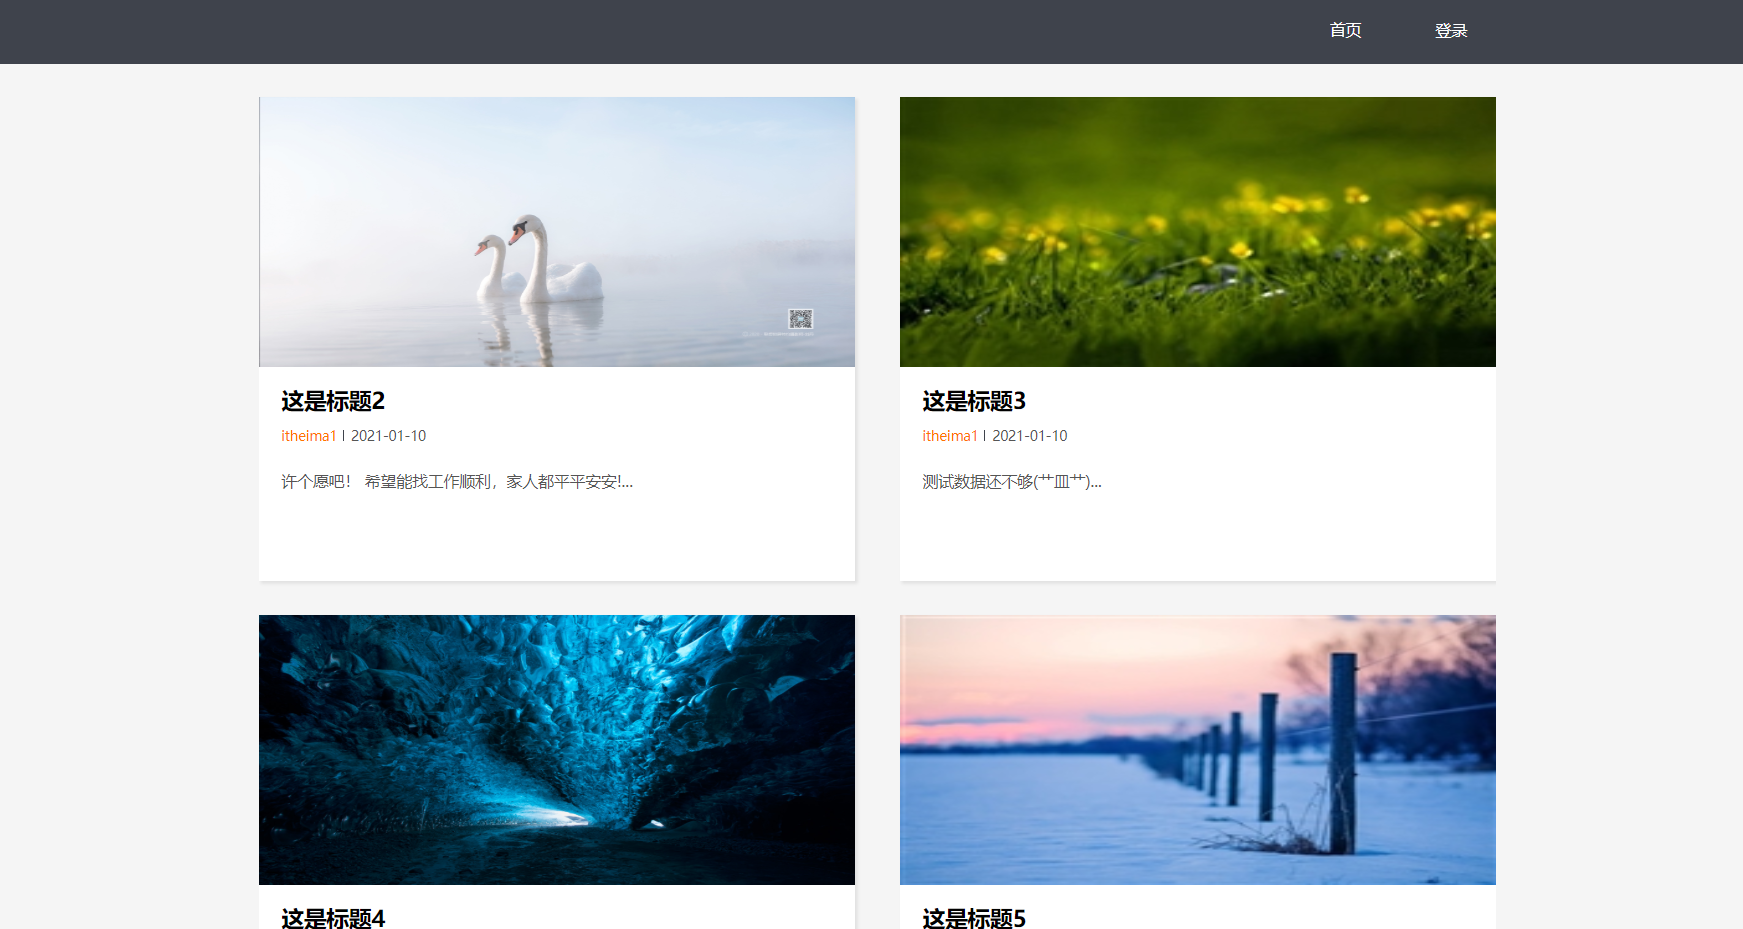 首页 登录
这是标题2
itheima1 | 2021-01-10
许个愿吧！ 希望能找工作顺利，家人都平平安安!...
这是标题3
itheima1 | 2021-01-10
测试数据还不够(艹皿艹)...
这是标题4
这是标题5